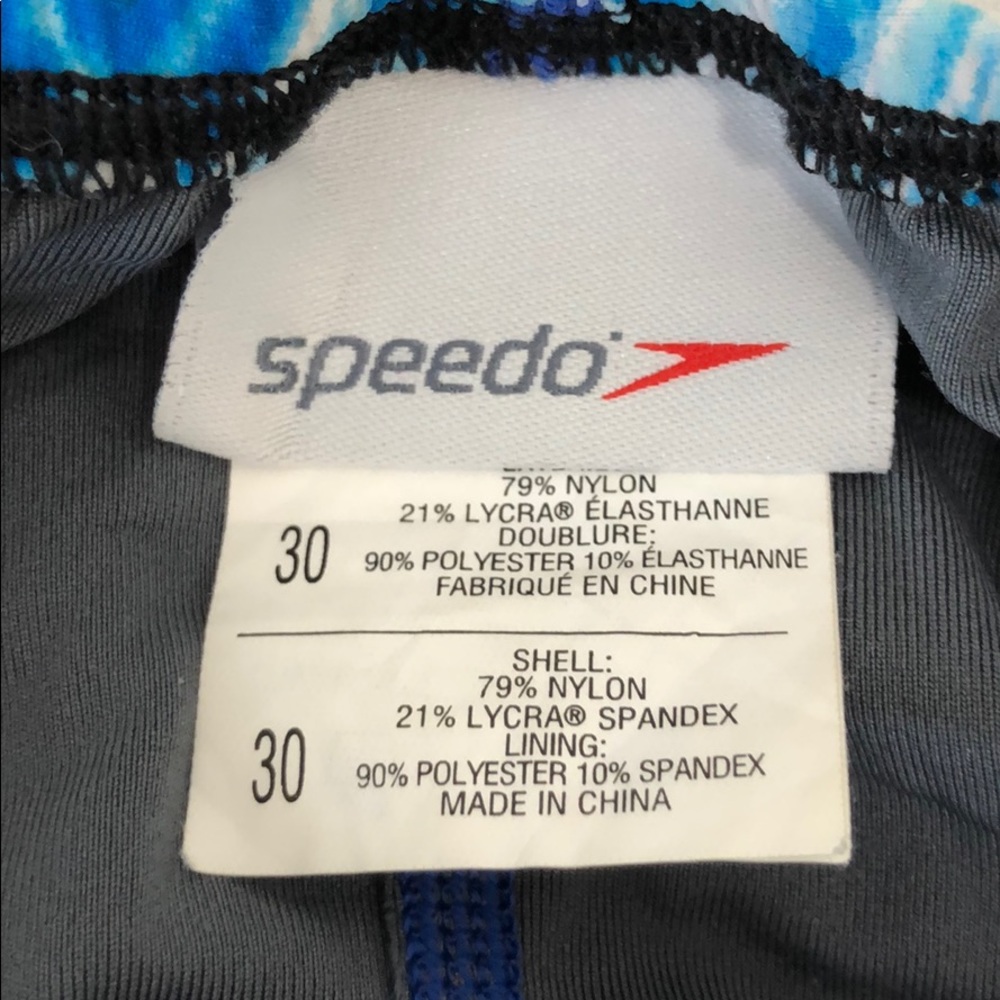 speedo
79% NYLON
21% LYCRA® ÉLASTHANNE
DOUBLURE:
30
90% POLYESTER 10% ÉLASTHANNE
FABRIQUÉ EN CHINE
SHELL:
79% NYLON
21% LYCRA® SPANDEX
LINING:
30
90% POLYESTER 10% SPANDEX
MADE IN CHINA